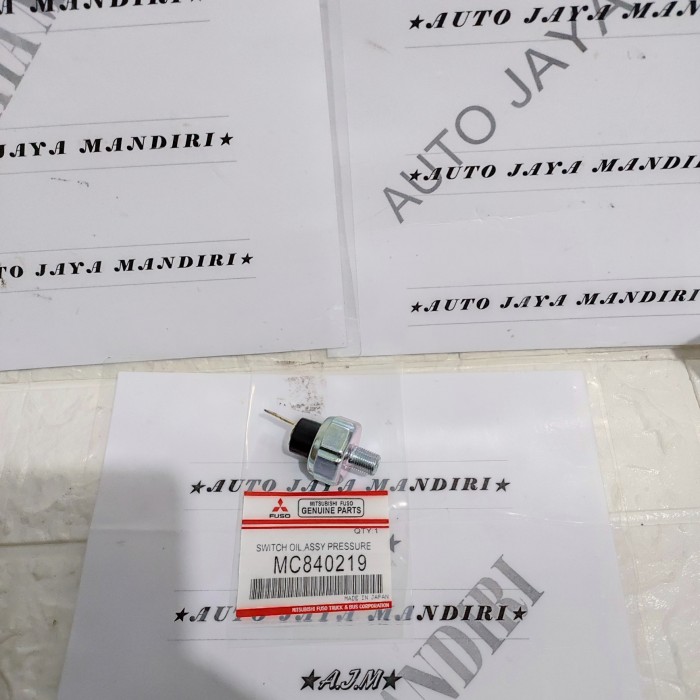 MANDIRI★
★AUTO JAYA MANDIRI
AUTO JAYA
JAYA MANDIRI★
★AUTO JAYA MANDIRI
JAYA MANDIRI★
★AUTO JAYA MANDIRI★
★AUTO JAYA MANDIRI★
FUSO
MITSUBISHI FUSO
GENUINE PARTS
QTY.1
SWITCH OIL,ASSY PRESSURE
MC840219
MADE IN JAPAN
MITSUBISHI FUSO TRUCK & BUS CORPORATION
★AUTO JAYA MANDIRI★
★A.J.M★